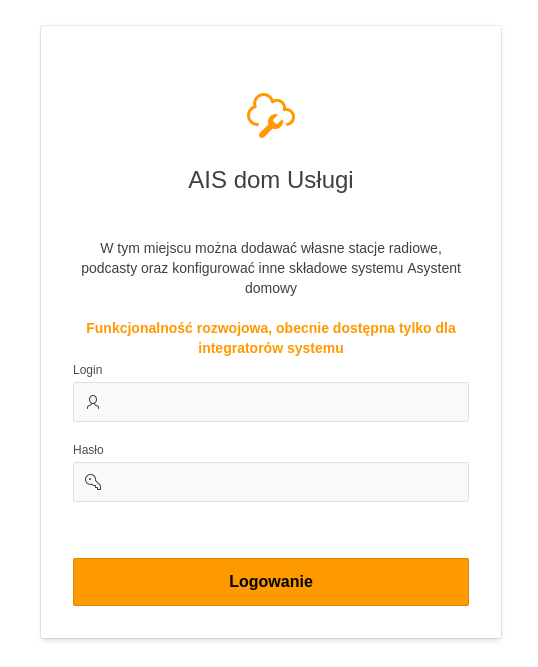 AIS dom Usługi
W tym miejscu można dodawać własne stacje radiowe,
podcasty oraz konfigurować inne składowe systemu Asystent
domowy
Funkcjonalność rozwojowa, obecnie dostępna tylko dla
integratorów systemu
Login
Hasło
Logowanie